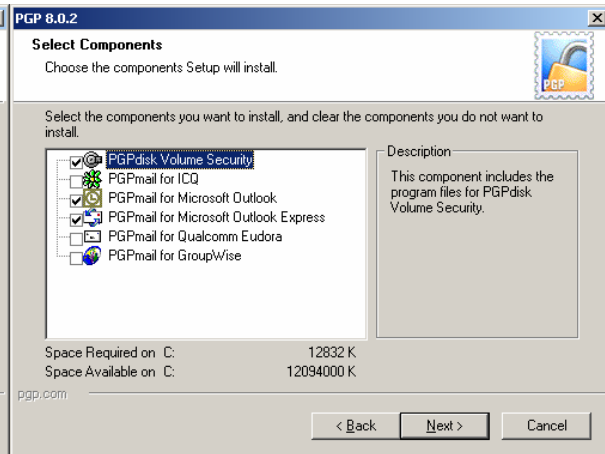 PGP 8.0.2
Select Components
Choose the components Setup will install.
PGP
Select the components you want to install, and clear the components you do not want to
install.
PGPdisk Volume Security
PGPmail for ICQ
PGPmail for Microsoft Outlook
PGPmail for Microsoft Outlook Express
PGPmail for Qualcomm Eudora
PGPmail for GroupWise
Description
This component includes the
program files for PGPdisk
Volume Security.
Space Required on C: 12832 K
Space Available on C: 12094000 K
pgp.com
< Back
Next >
Cancel